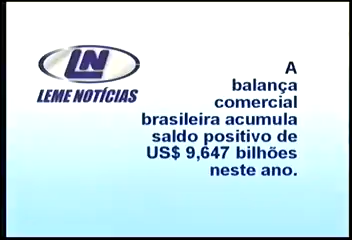 LN
LEME NOTÍCIAS
A
balança
comercial
brasileira acumula
saldo positivo de
US$ 9,647 bilhões
neste ano.